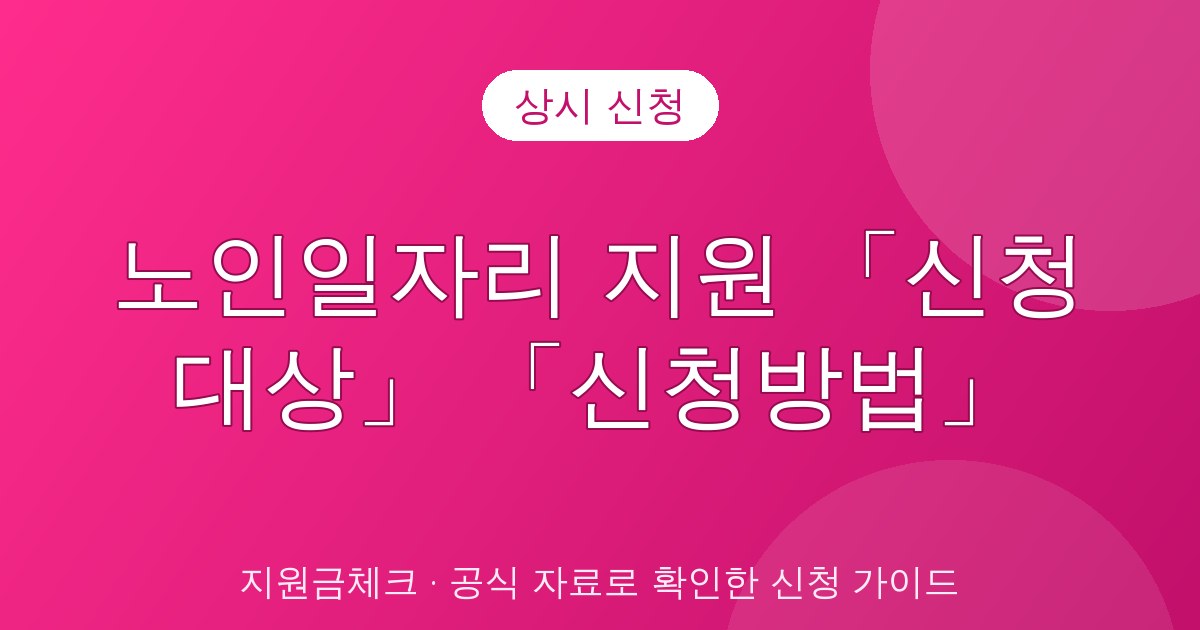 상시 신청
노인일자리 지원 「신청
대상」 「신청방법」
지원금체크 · 공식 자료로 확인한 신청 가이드